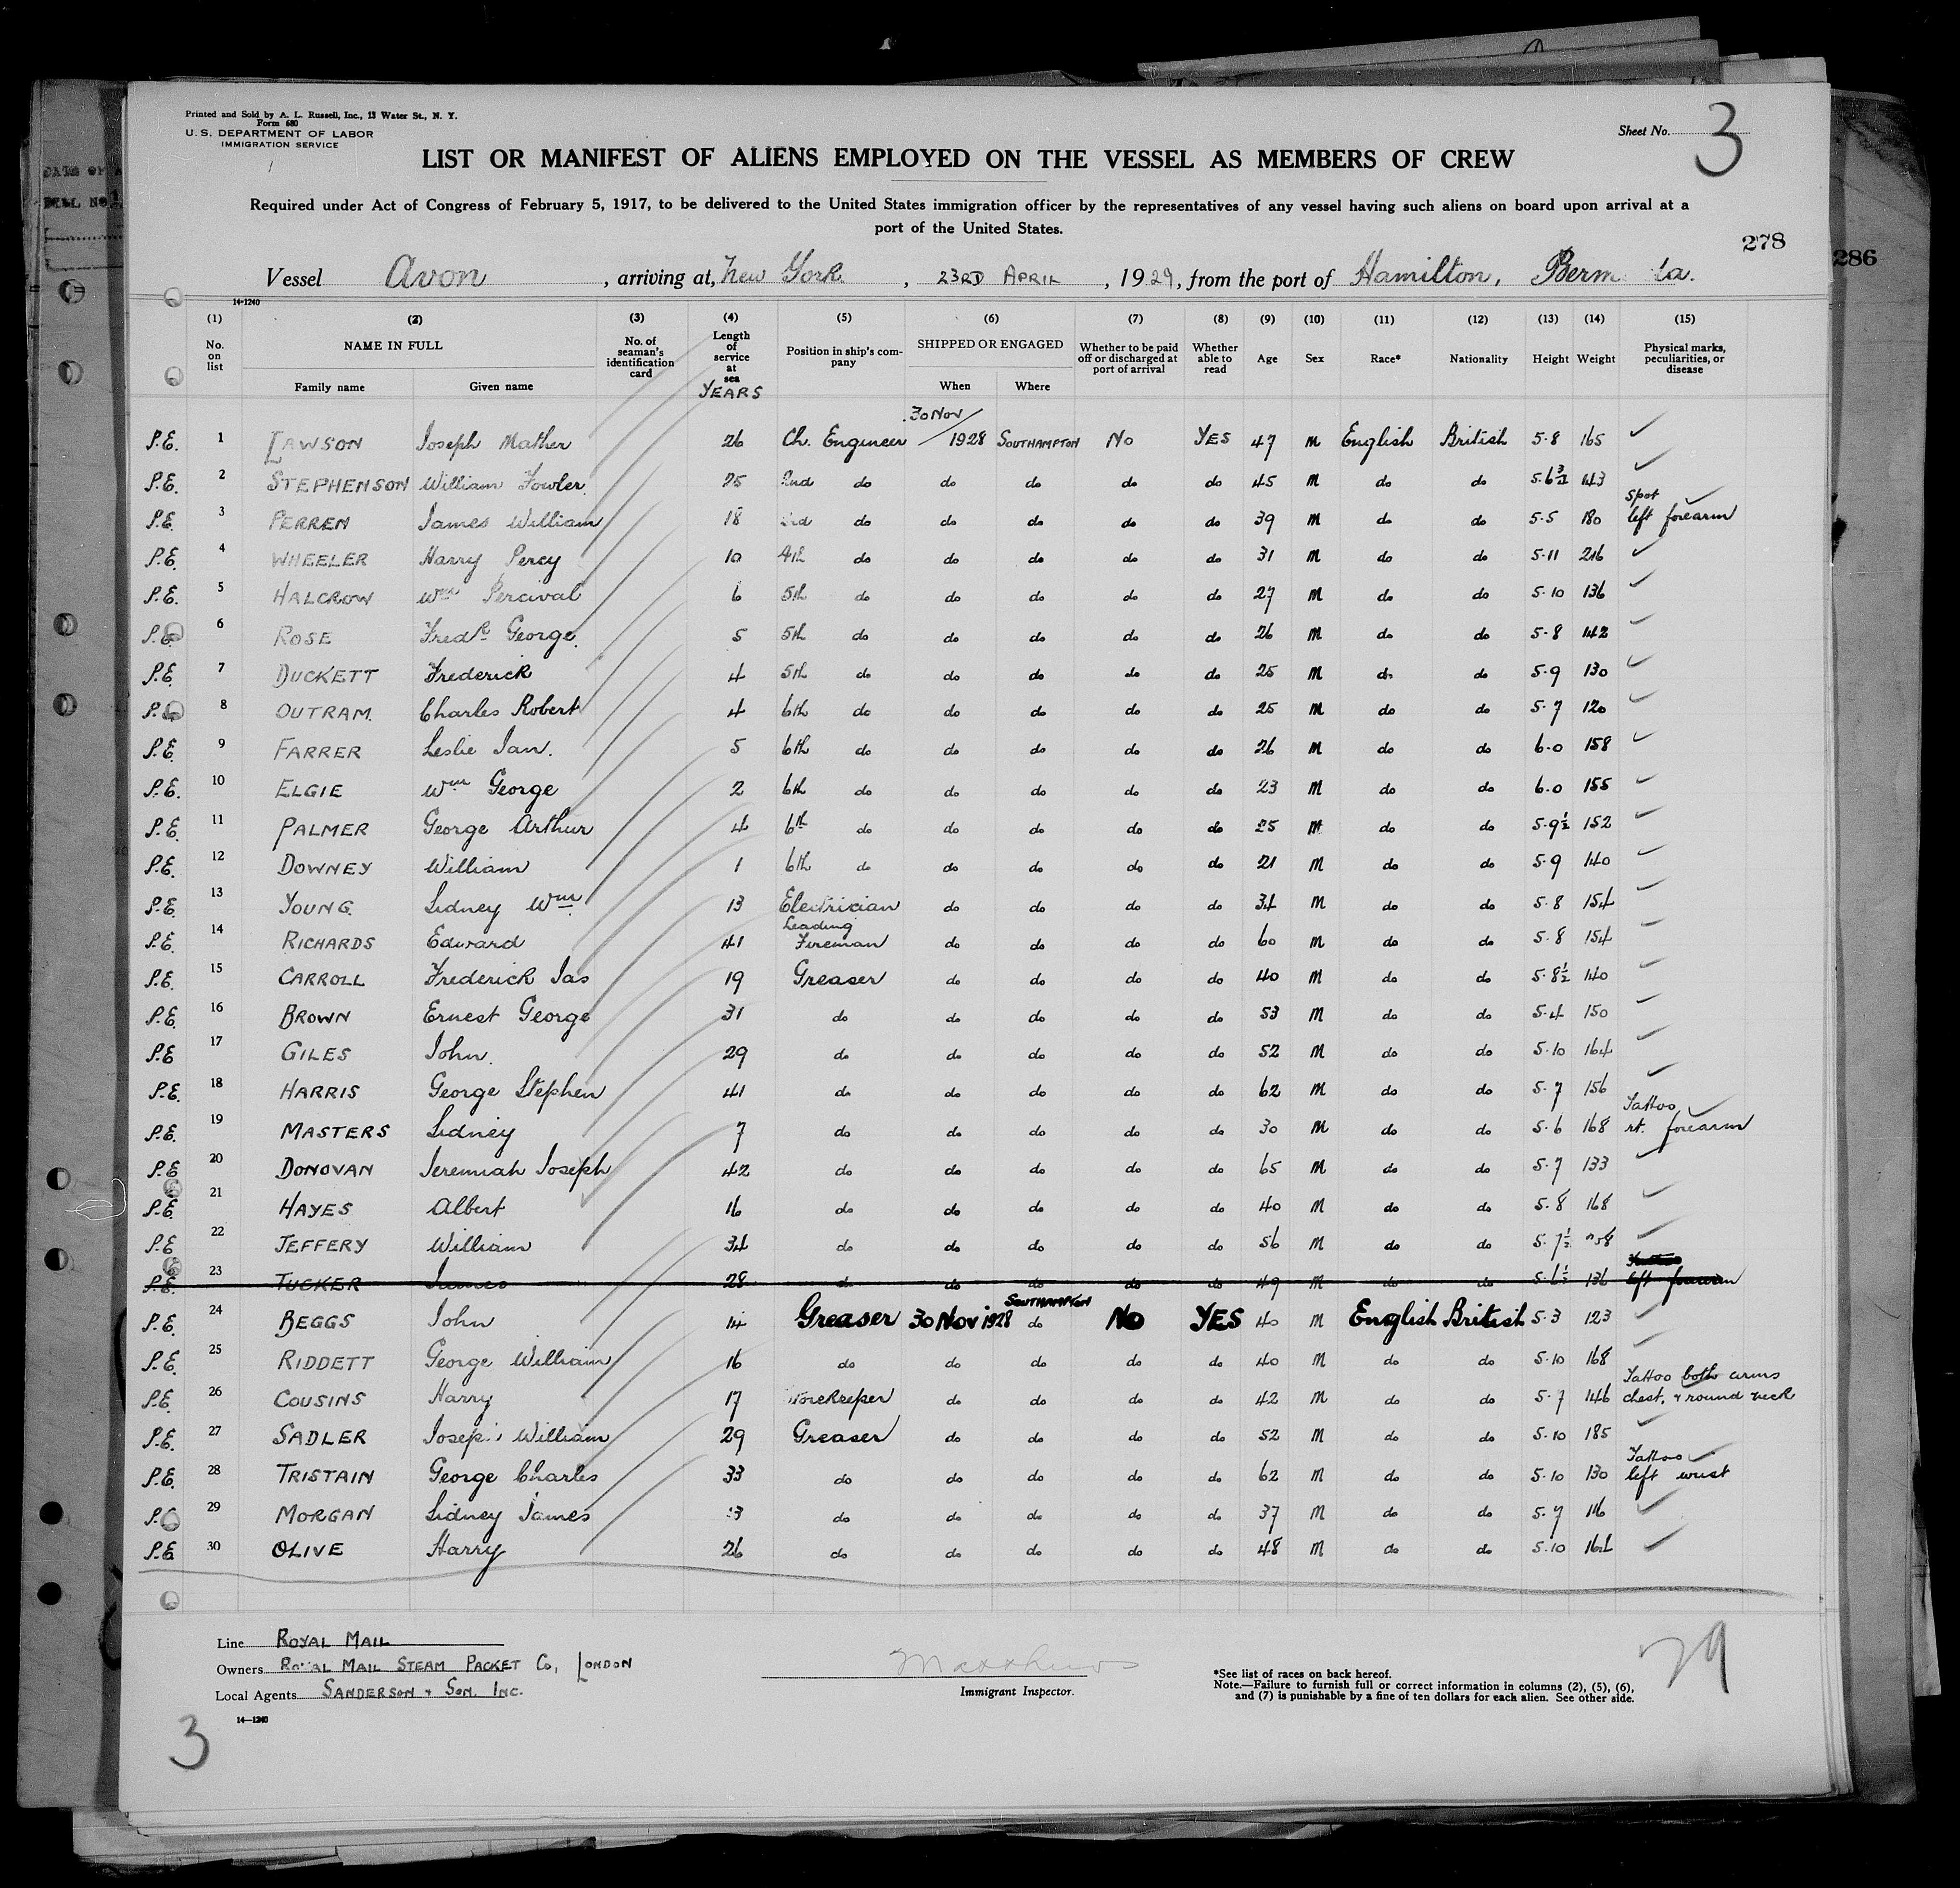 Printed and Sold by A. L. Russell, Inc., 13 Water St., N. Y.
Form 680
U. S. DEPARTMENT OF LABOR
IMMIGRATION SERVICE
Sheet No. 3
LIST OR MANIFEST OF ALIENS EMPLOYED ON THE VESSEL AS MEMBERS OF CREW
Required under Act of Congress of February 5, 1917, to be delivered to the United States immigration officer by the representatives of any vessel having such aliens on board upon arrival at a
port of the United States.
278
286
Vessel Avon, arriving at, New York, 23RD APRIL, 1929, from the port of Hamilton,
14-1240
(1) (2) (3) (4) (5) (6) (7) (8) (9) (10) (11) (12) (13) (14) (15)
No. on list NAME IN FULL Family name Given name No. of seaman's identification card Length of service at sea YEARS Position in ship's company SHIPPED OR ENGAGED When Where Whether to be paid off or discharged at port of arrival Whether able to read Age Sex Race* Nationality Height Weight Physical marks, peculiarities, or disease
P.E. 1 LAWSON Joseph Mather 26 Ch. Engineer 30 Nov/1928 SOUTHAMPTON No YES 47 M English British 5.8 165
P.E. 2 STEPHENSON William Fowler 25 2nd do do do do do 45 M do do 5.6¾ 143
P.E. 3 PERREN James William 18 3rd do do do do do 39 M do do 5.5 180 Spot left forearm
P.E. 4 WHEELER Harry Percy 10 4th do do do do do 31 M do do 5.11 216
P.E. 5 HALCROW Wm Percival 6 5th do do do do do 27 M do do 5.10 136
P.E. 6 ROSE Fredk George 5 5th do do do do do 26 M do do 5.8 142
P.E. 7 DUCKETT Frederick 4 5th do do do do do 25 M do do 5.9 130
P.E. 8 OUTRAM. Charles Robert 4 6th do do do do do 25 M do do 5.7 120
P.E. 9 FARRER Leslie Ian. 5 6th do do do do do 26 M do do 6.0 158
P.E. 10 ELGIE Wm George 2 6th do do do do do 23 M do do 6.0 155
P.E. 11 PALMER George Arthur 4 6th do do do do do 25 M do do 5.9½ 152
P.E. 12 DOWNEY William 1 6th do do do do do 21 M do do 5.9 140
P.E. 13 YOUNG Sidney Wm 13 Electrician do do do do 34 M do do 5.8 154
P.E. 14 RICHARDS Edward 41 Leading Fireman do do do do 60 M do do 5.8 154
P.E. 15 CARROLL Frederick Jas 19 Greaser do do do do 40 M do do 5.8½ 140
P.E. 16 BROWN Ernest George 31 do do do do do 53 M do do 5.4 150
P.E. 17 GILES John. 29 do do do do do 52 M do do 5.10 164
P.E. 18 HARRIS George Stephen 41 do do do do do 62 M do do 5.7 156
P.E. 19 MASTERS Sidney 7 do do do do do 30 M do do 5.6 168 Tattoo rt. forearm
P.E. 20 DONOVAN Jeremiah Joseph 42 do do do do do 65 M do do 5.7 133
P.E. 21 HAYES Albert 16 do do do do do 40 M do do 5.8 168
P.E. 22 JEFFERY William 34 do do do do do 56 M do do 5.7½
P.E. 23 TUCKER James 28 do do do do do 49 M do do 5.6½ 136 left forearm
P.E. 24 BEGGS John 14 Greaser 30 Nov 1928 SOUTHAMPTON do No YES 40 M English British 5.3 123
P.E. 25 RIDDETT George William 16 do do do do do 40 M do do 5.10 168
P.E. 26 COUSINS Harry 17 Storekeeper do do do do 42 M do do 5.7 146 Tattoo both arms chest, & round neck
P.E. 27 SADLER Joseph William 29 Greaser do do do do 52 M do do 5.10 185
P.E. 28 TRISTAIN George Charles 33 do do do do do 62 M do do 5.10 130 Tattoo left wrist
P.E. 29 MORGAN Sidney James do do do do do 37 M do do 5.7 116
P.E. 30 OLIVE Harry 26 do do do do do 48 M do do 5.10 164
Line ROYAL MAIL
Owners ROYAL MAIL STEAM PACKET Co, LONDON
Local Agents SANDERSON & SON. INC.
Matthews
Immigrant Inspector.
*See list of races on back hereof.
Note.—Failure to furnish full or correct information in columns (2), (5), (6),
and (7) is punishable by a fine of ten dollars for each alien. See other side.
29
14—1240
3